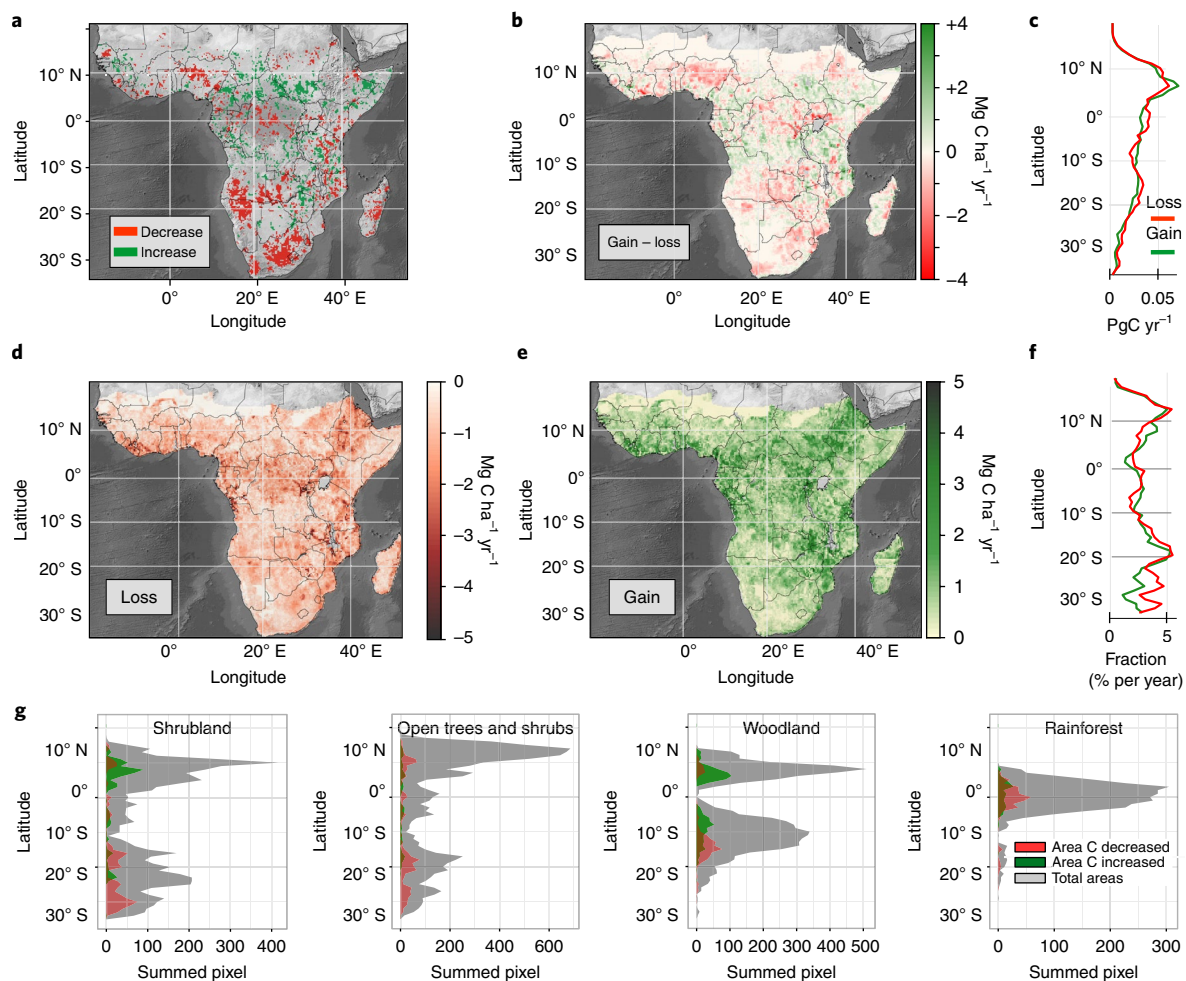 a
10° N
0°
10° S
20° S
30° S
Latitude
Decrease
Increase
0°
20° E
40° E
Longitude
b
10° N
0°
10° S
20° S
30° S
Latitude
Gain – loss
0°
20° E
40° E
Longitude
+4
+2
0
−2
−4
Mg C ha−1 yr−1
c
10° N
0°
10° S
20° S
30° S
Latitude
Loss
Gain
0
0.05
PgC yr−1
d
10° N
0°
10° S
20° S
30° S
Latitude
Loss
0°
20° E
40° E
Longitude
0
−1
−2
−3
−4
−5
Mg C ha−1 yr−1
e
10° N
0°
10° S
20° S
30° S
Latitude
Gain
0°
20° E
40° E
Longitude
5
4
3
2
1
0
Mg C ha−1 yr−1
f
10° N
0°
10° S
20° S
30° S
Latitude
0
5
Fraction
(% per year)
g
Shrubland
10° N
0°
10° S
20° S
30° S
Latitude
0 100 200 300 400
Summed pixel
Open trees and shrubs
10° N
0°
10° S
20° S
30° S
Latitude
0 200 400 600
Summed pixel
Woodland
10° N
0°
10° S
20° S
30° S
Latitude
0 100 200 300 400 500
Summed pixel
Rainforest
10° N
0°
10° S
20° S
30° S
Latitude
Area C decreased
Area C increased
Total areas
0 100 200 300
Summed pixel